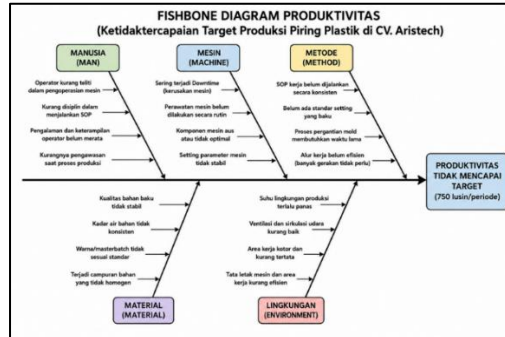 FISHBONE DIAGRAM PRODUKTIVITAS
(Ketidaktercapaian Target Produksi Piring Plastik di CV. Aristech)
MANUSIA
(MAN)
Operator kurang teliti
dalam pengoperasian mesin
Kurang disiplin dalam
menjalankan SOP
Pengalaman dan keterampilan
operator belum merata
Kurangnya pengawasan
saat proses produksi
MESIN
(MACHINE)
Sering terjadi Downtime
(kerusakan mesin)
Perawatan mesin belum
dilakukan secara rutin
Komponen mesin aus
atau tidak optimal
Setting parameter mesin
tidak stabil
METODE
(METHOD)
SOP kerja belum dijalankan
secara konsisten
Belum ada standar setting
yang baku
Proses pergantian mold
membutuhkan waktu lama
Alur kerja belum efisien
(banyak gerakan tidak perlu)
PRODUKTIVITAS
TIDAK MENCAPAI
TARGET
(750 lusin/periode)
Kualitas bahan baku
tidak stabil
Kadar air bahan tidak
konsisten
Warna/masterbatch tidak
sesuai standar
Terjadi campuran bahan
yang tidak homogen
MATERIAL
(MATERIAL)
Suhu lingkungan produksi
terlalu panas
Ventilasi dan sirkulasi udara
kurang baik
Area kerja kotor dan
kurang tertata
Tata letak mesin dan area
kerja kurang efisien
LINGKUNGAN
(ENVIRONMENT)